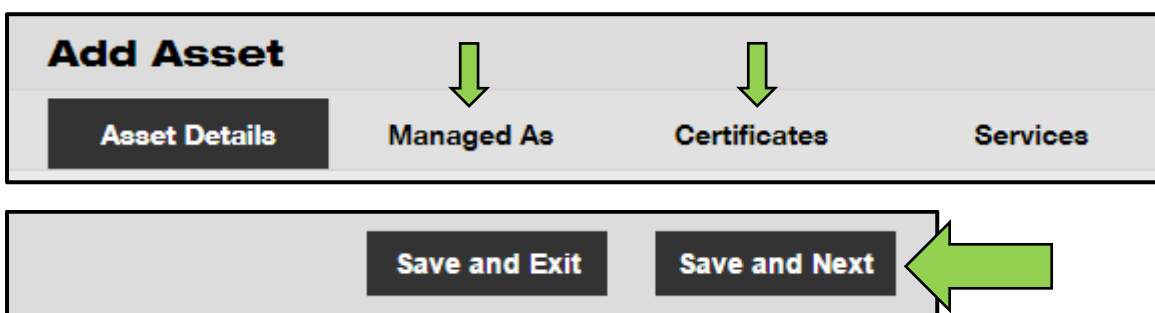 Add Asset
Asset Details Managed As Certificates Services
Save and Exit Save and Next